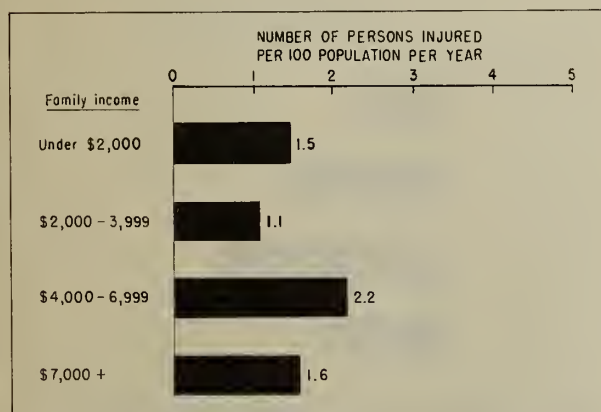 NUMBER OF PERSONS INJURED
PER 100 POPULATION PER YEAR
0 1 2 3 4 5
Family income
Under $2,000 1.5
$2,000 - 3,999 1.1
$4,000 - 6,999 2.2
$7,000 + 1.6